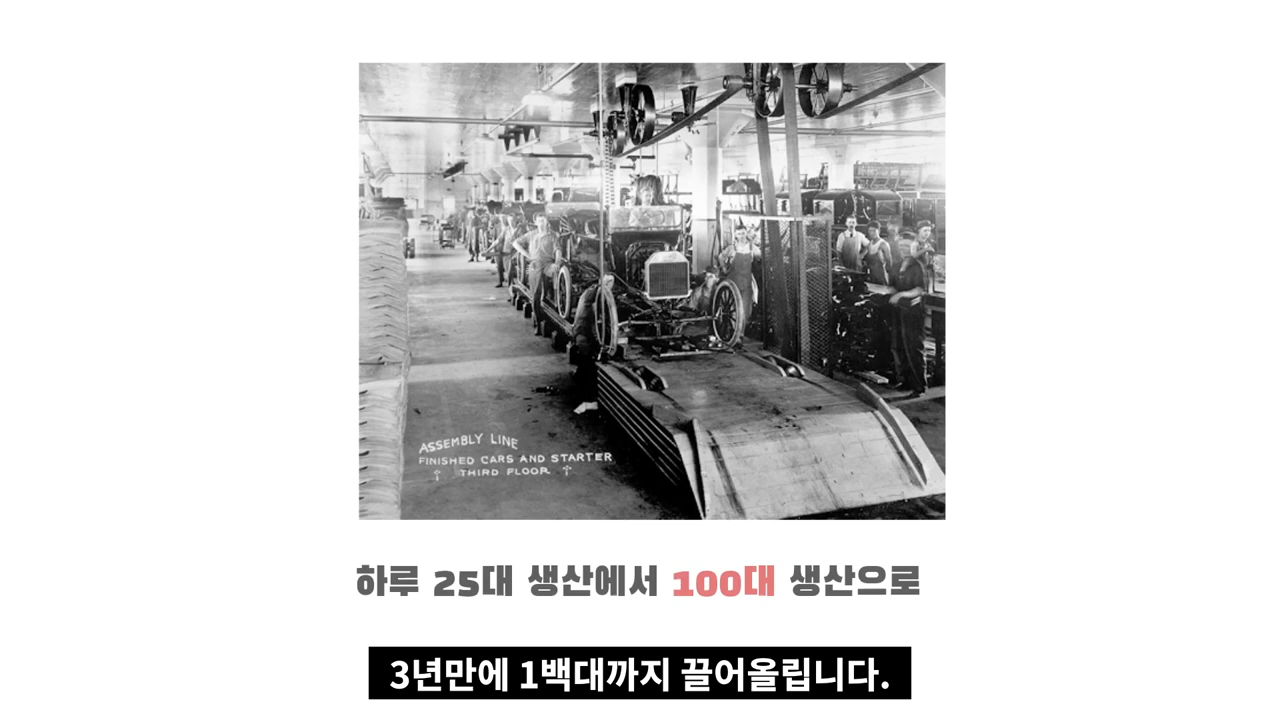 ASSEMBLY LINE
FINISHED CARS AND STARTER
THIRD FLOOR
하루 25대 생산에서 100대 생산으로
3년만에 1백대까지 끌어올립니다.